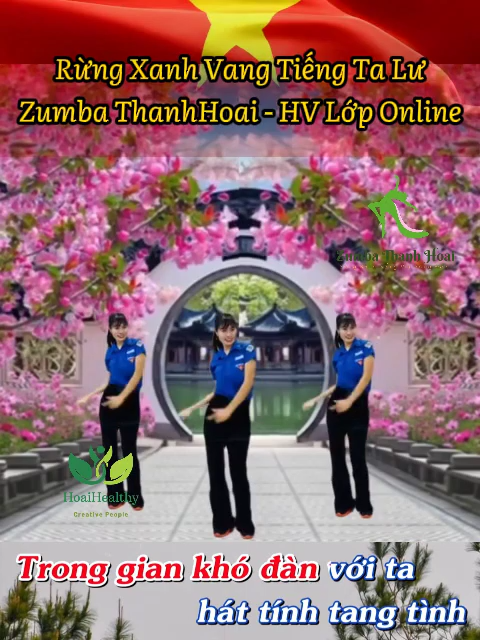 Rừng Xanh Vang Tiếng Ta Lư
Zumba ThanhHoai - HV Lớp Online
Zumba Thanh Hoai
HoaiHealthy
Creative People
Trong gian khó đàn với ta
hát tính tang tình